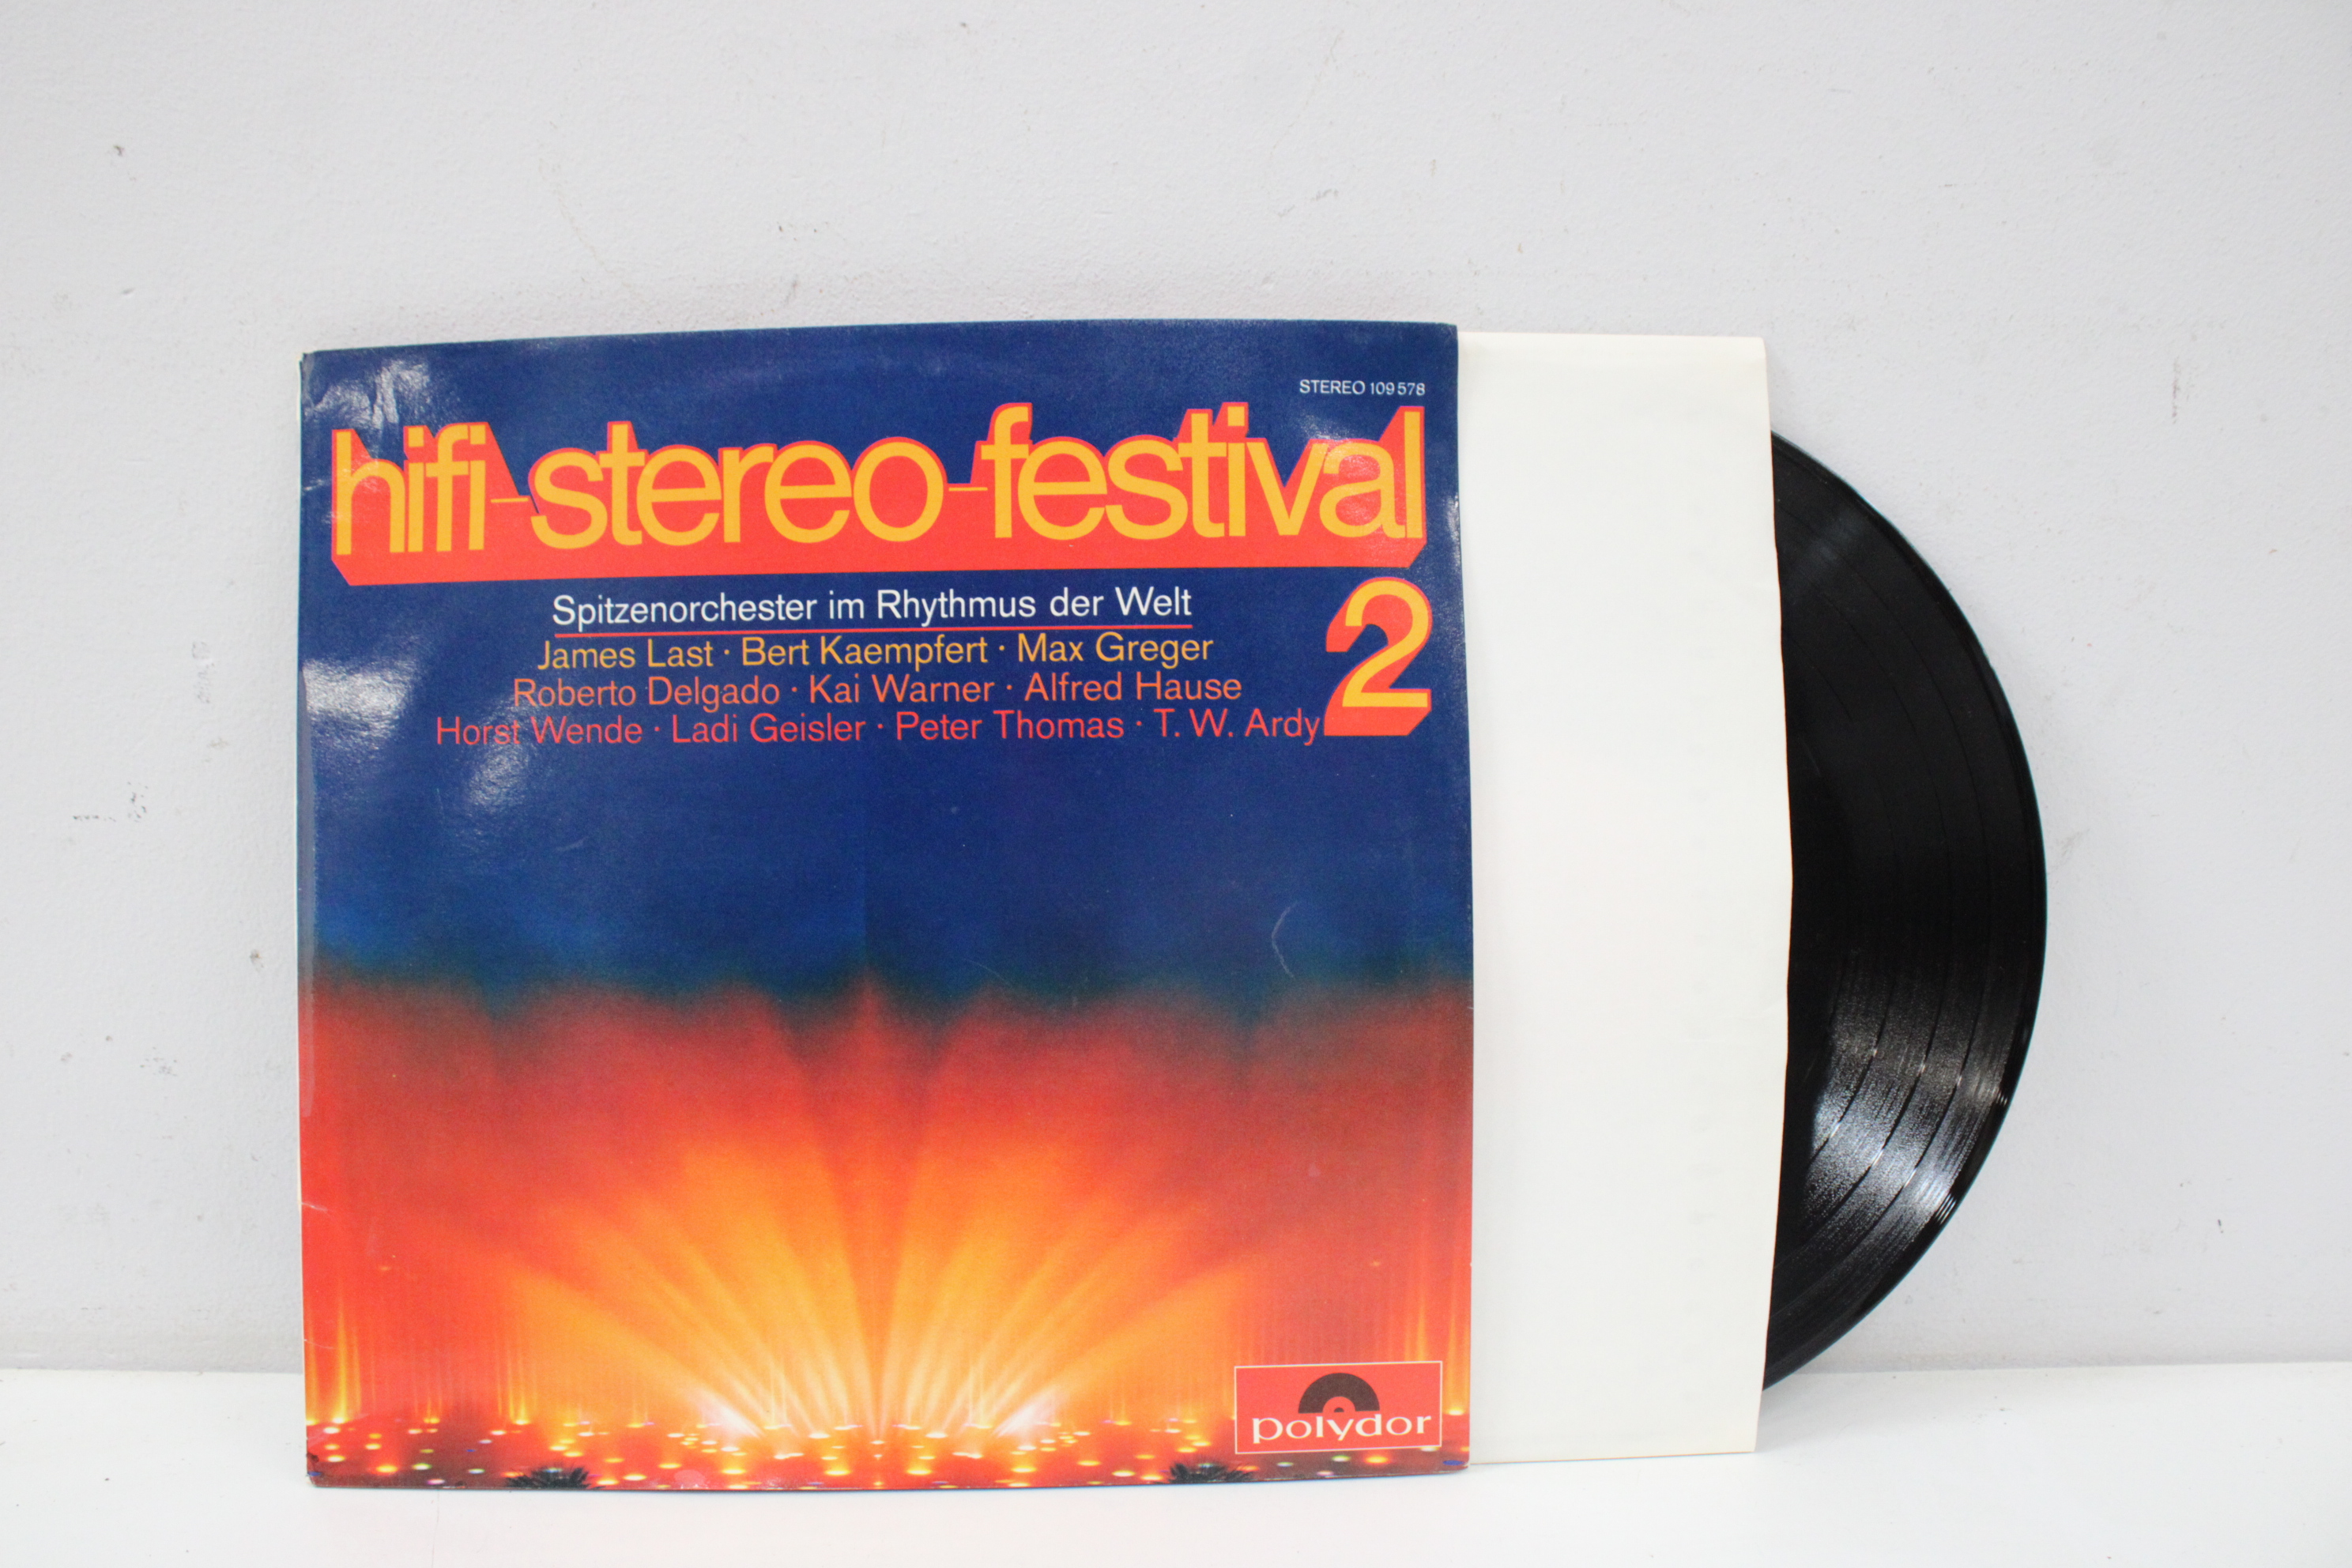 STEREO 109 578
hifi-stereo-festival
2
Spitzenorchester im Rhythmus der Welt
James Last · Bert Kaempfert · Max Greger
Roberto Delgado · Kai Warner · Alfred Hause
Horst Wende · Ladi Geisler · Peter Thomas · T. W. Ardy
polydor